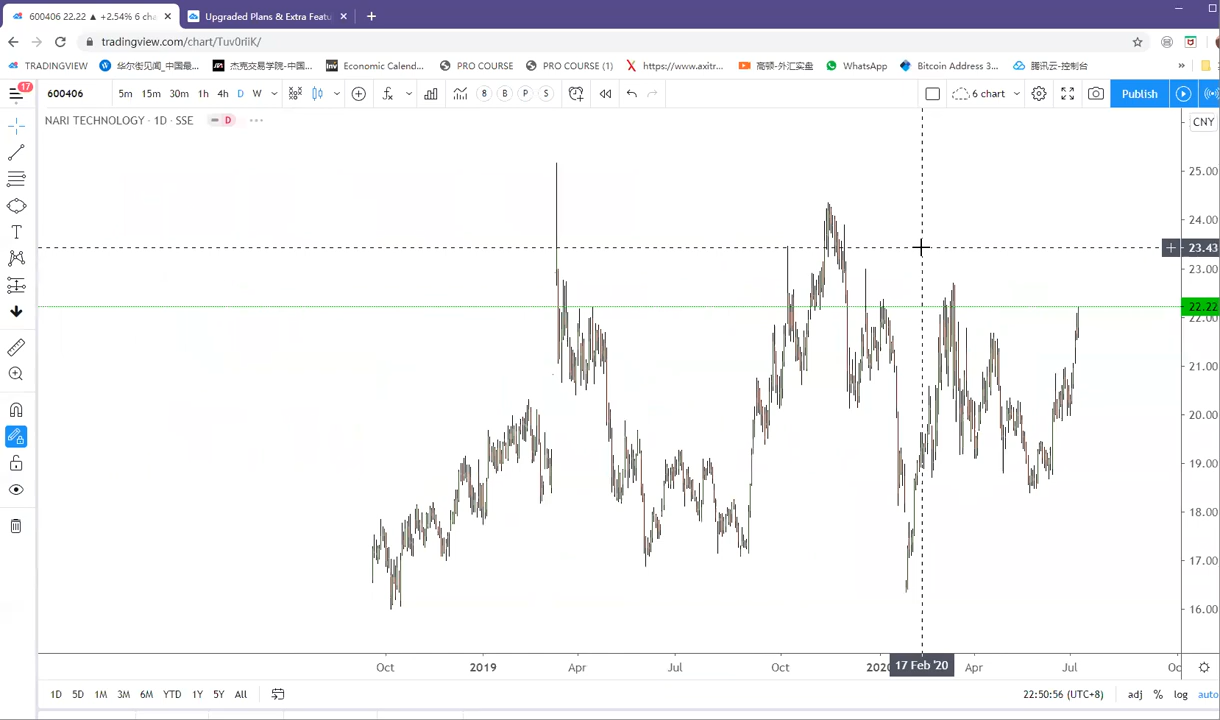 600406 22.22 ▲ +2.54% 6 cha
Upgraded Plans & Extra Featu
tradingview.com/chart/Tuv0riiK/
TRADINGVIEW 华尔街见闻_中国最... 杰克交易学院-中国... Economic Calend... PRO COURSE PRO COURSE (1) https://www.axitr... 高顿-外汇实盘 WhatsApp Bitcoin Address 3... 腾讯云-控制台 »
17 600406 5m 15m 30m 1h 4h D W 8 B P S 6 chart Publish
NARI TECHNOLOGY · 1D · SSE D CNY
25.00
24.00
23.43
23.00
22.22
22.00
21.00
20.00
19.00
18.00
17.00
16.00
Oct 2019 Apr Jul Oct 2020 17 Feb '20 Apr Jul Oc
1D 5D 1M 3M 6M YTD 1Y 5Y All 22:50:56 (UTC+8) adj % log auto